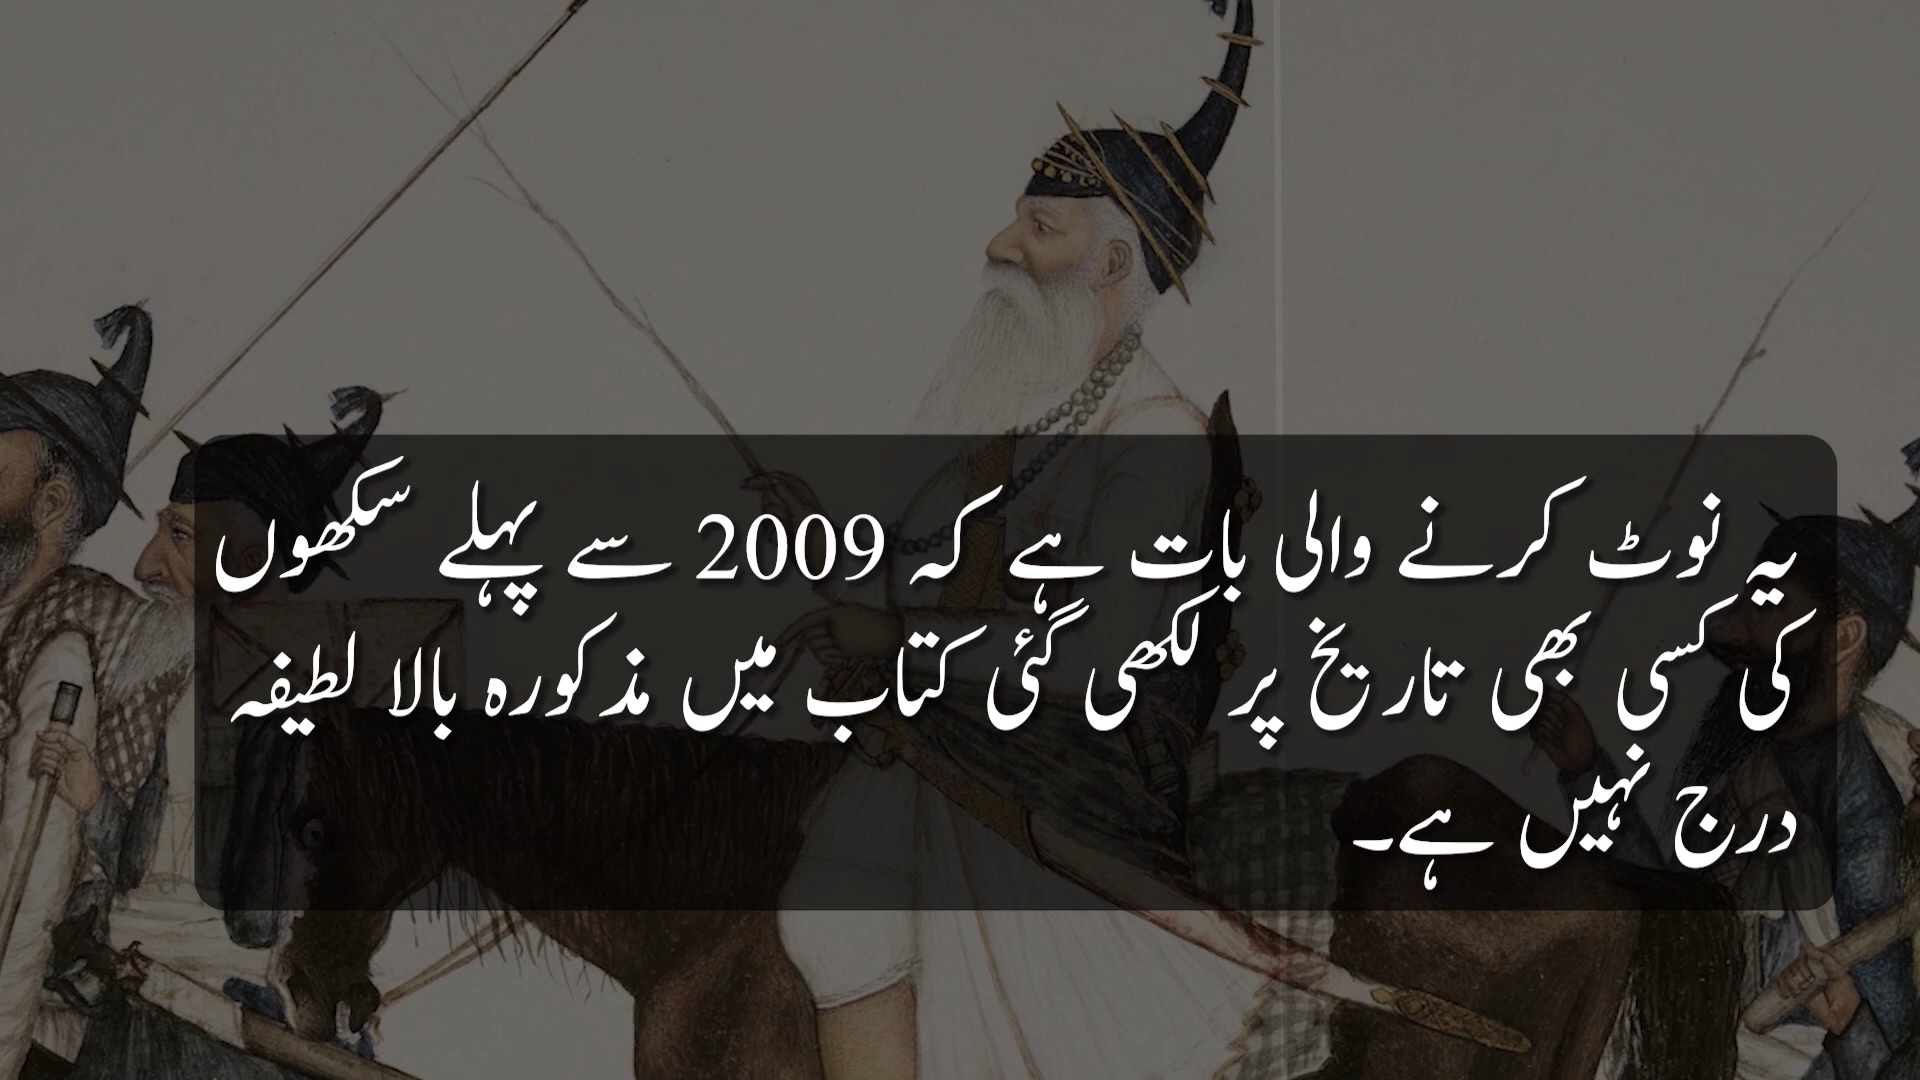 یہ نوٹ کرنے والی بات ہے کہ 2009 سے پہلے سکھوں
کی کسی بھی تاریخ پر لکھی گئی کتاب میں مذکورہ بالا لطیفہ
درج نہیں ہے۔